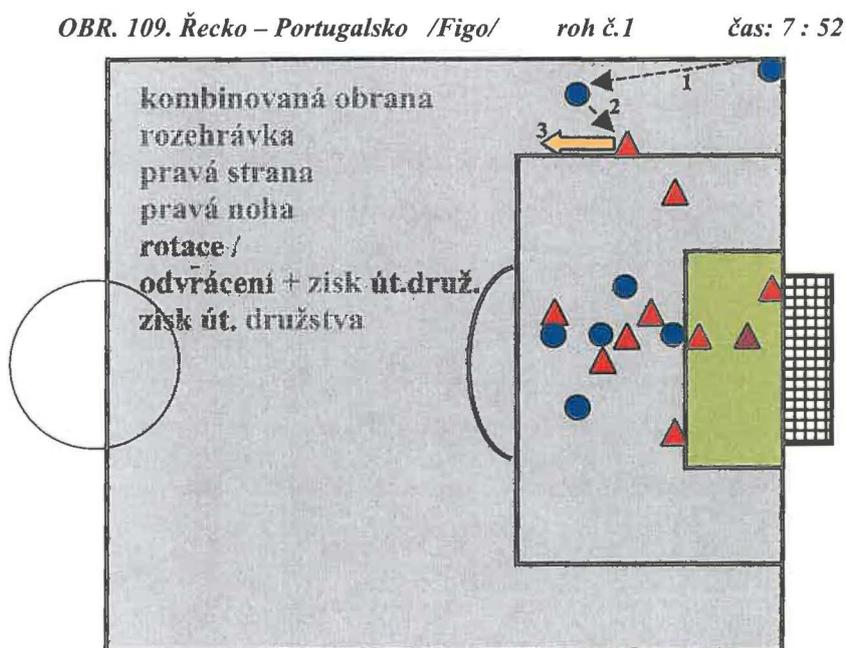 OBR. 109. Řecko – Portugalsko /Figo/ roh č.1 čas: 7 : 52
kombinovaná obrana
rozehrávka
pravá strana
pravá noha
rotace /
odvrácení + zisk út.druž.
zisk út. družstva
1
2
3